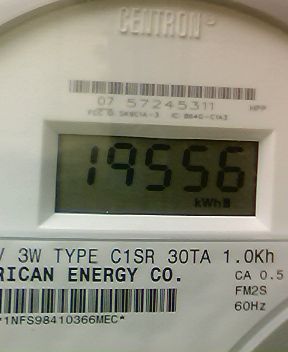 CENTRON®
07 57245311 HPP
19556
kWh
V 3W TYPE C1SR 30TA 1.0Kh
RICAN ENERGY CO. CA 0.5
FM2S
*1NFS98410366MEC* 60Hz